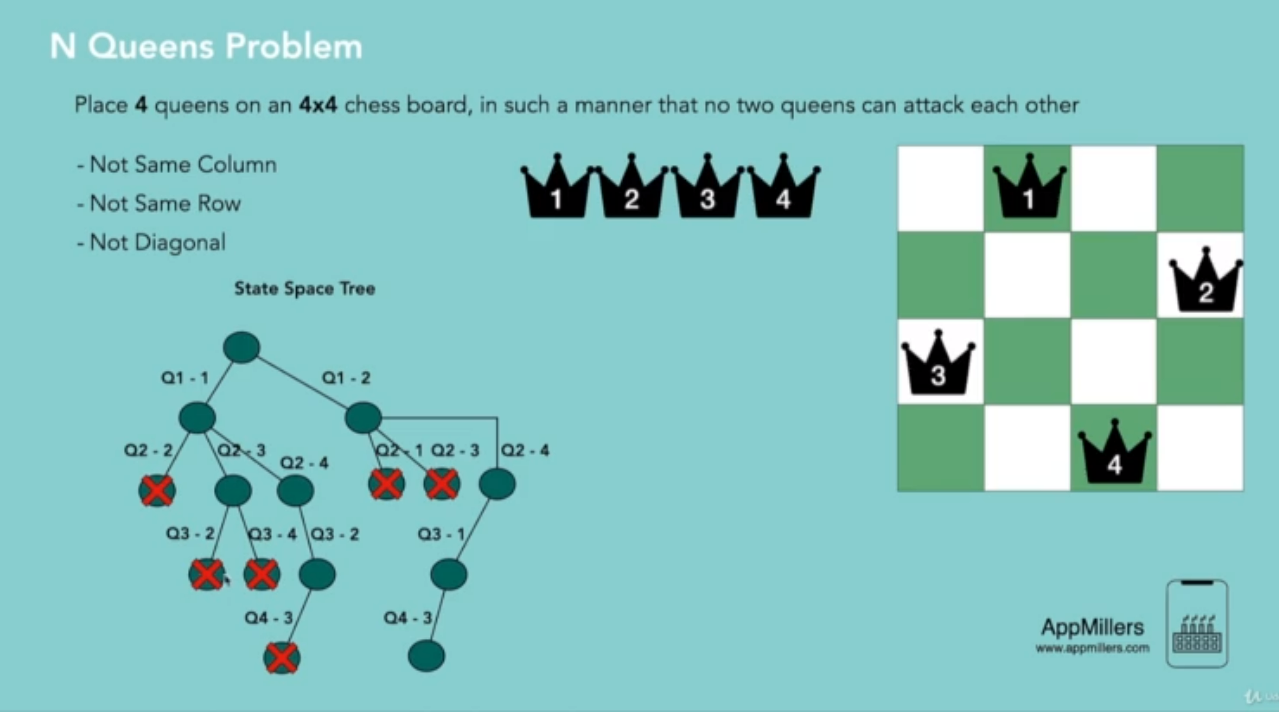 N Queens Problem
Place 4 queens on an 4x4 chess board, in such a manner that no two queens can attack each other
- Not Same Column
- Not Same Row
- Not Diagonal
1 2 3 4
1
2
3
4
State Space Tree
Q1 - 1 Q1 - 2
Q2 - 2 Q2 - 3 Q2 - 4 Q2 - 1 Q2 - 3 Q2 - 4
Q3 - 2 Q3 - 4 Q3 - 2 Q3 - 1
Q4 - 3 Q4 - 3
AppMillers
www.appmillers.com